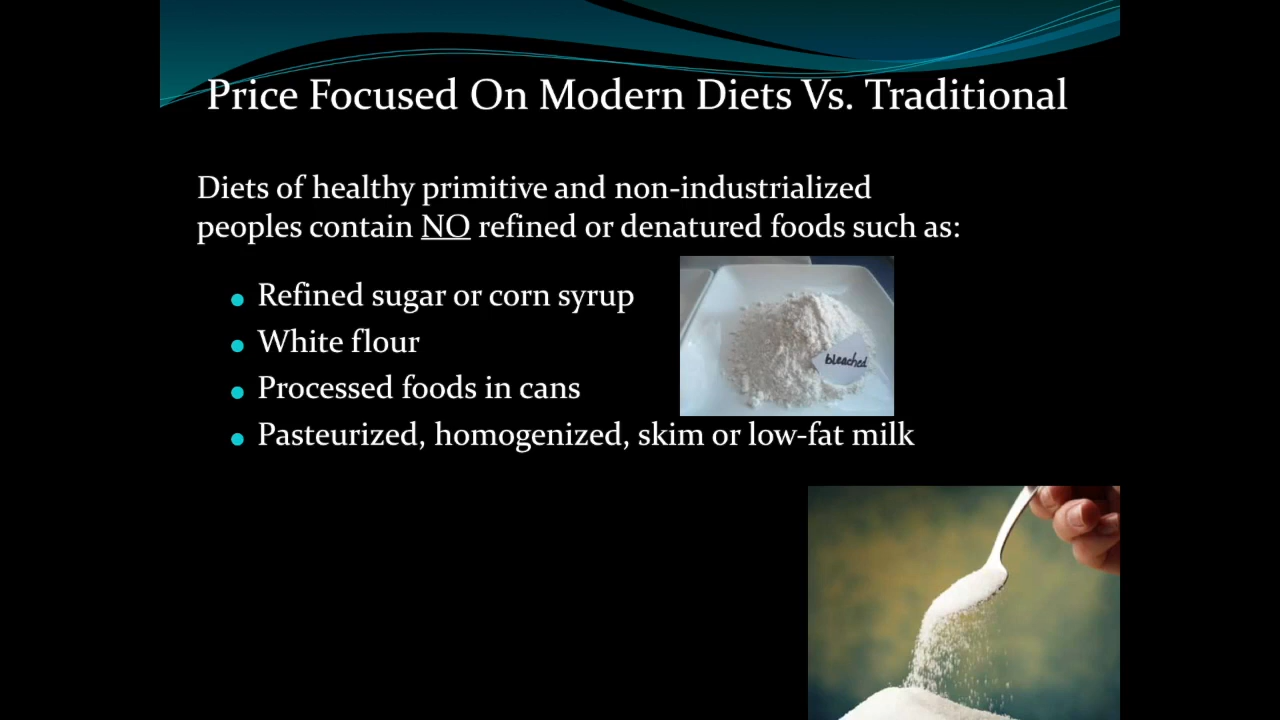 Price Focused On Modern Diets Vs. Traditional
Diets of healthy primitive and non-industrialized
peoples contain NO refined or denatured foods such as:
Refined sugar or corn syrup
White flour
bleached
Processed foods in cans
Pasteurized, homogenized, skim or low-fat milk